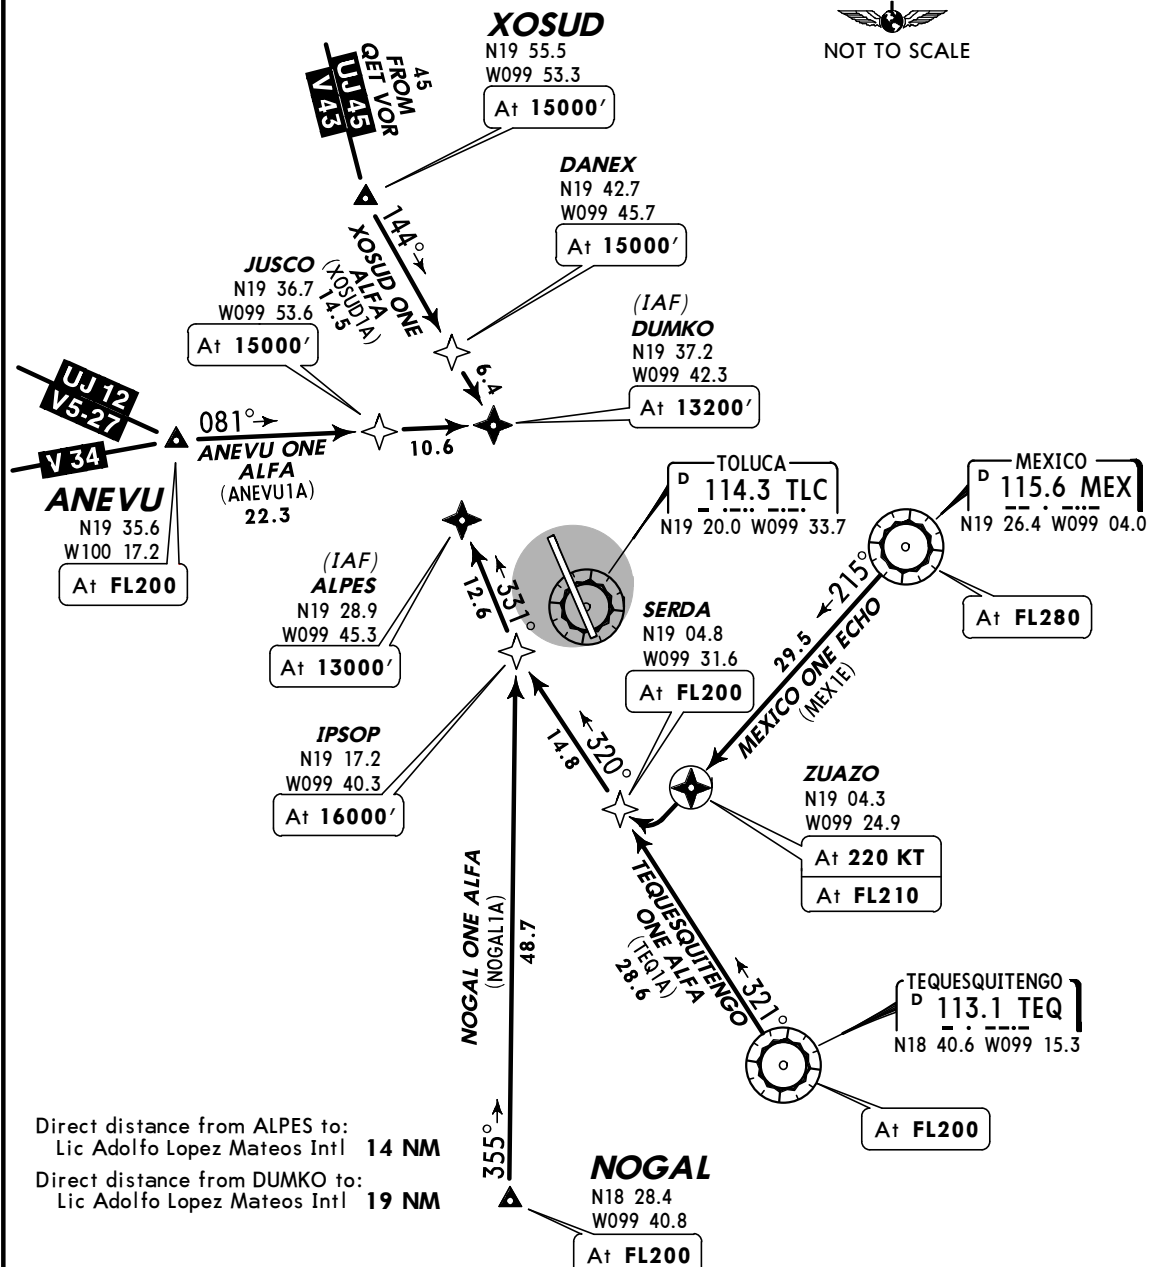 NOT TO SCALE
XOSUD
N19 55.5
W099 53.3
At 15000'
45
FROM
QET VOR
UJ 45
V 43
DANEX
N19 42.7
W099 45.7
At 15000'
144°
XOSUD ONE
ALFA
(XOSUD1A)
14.5
JUSCO
N19 36.7
W099 53.6
At 15000'
(IAF)
DUMKO
N19 37.2
W099 42.3
At 13200'
6.4
UJ 12
V5-27
V 34
081°
ANEVU ONE
ALFA
(ANEVU1A)
22.3
10.6
ANEVU
N19 35.6
W100 17.2
At FL200
TOLUCA
D 114.3 TLC
N19 20.0 W099 33.7
MEXICO
D 115.6 MEX
N19 26.4 W099 04.0
At FL280
215°
29.5
MEXICO ONE ECHO
(MEX1E)
(IAF)
ALPES
N19 28.9
W099 45.3
At 13000'
331°
12.6
SERDA
N19 04.8
W099 31.6
At FL200
IPSOP
N19 17.2
W099 40.3
At 16000'
320°
14.8
ZUAZO
N19 04.3
W099 24.9
At 220 KT
At FL210
NOGAL ONE ALFA
(NOGAL1A)
48.7
355°
TEQUESQUITENGO
ONE ALFA
(TEQ1A)
28.6
321°
TEQUESQUITENGO
D 113.1 TEQ
N18 40.6 W099 15.3
At FL200
Direct distance from ALPES to:
Lic Adolfo Lopez Mateos Intl 14 NM
Direct distance from DUMKO to:
Lic Adolfo Lopez Mateos Intl 19 NM
NOGAL
N18 28.4
W099 40.8
At FL200